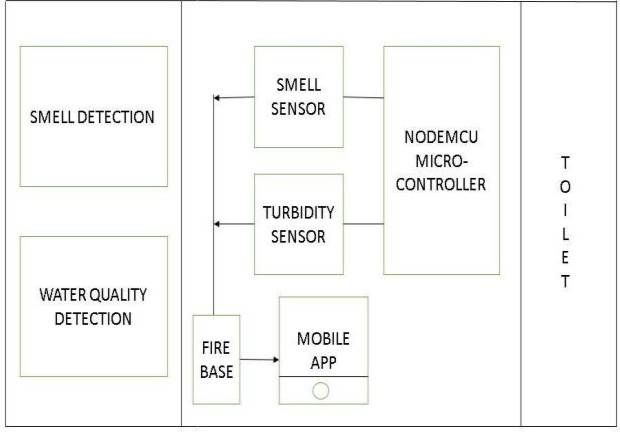 SMELL DETECTION
WATER QUALITY
DETECTION
SMELL
SENSOR
TURBIDITY
SENSOR
NODEMCU
MICRO-
CONTROLLER
FIRE
BASE
MOBILE
APP
T
O
I
L
E
T